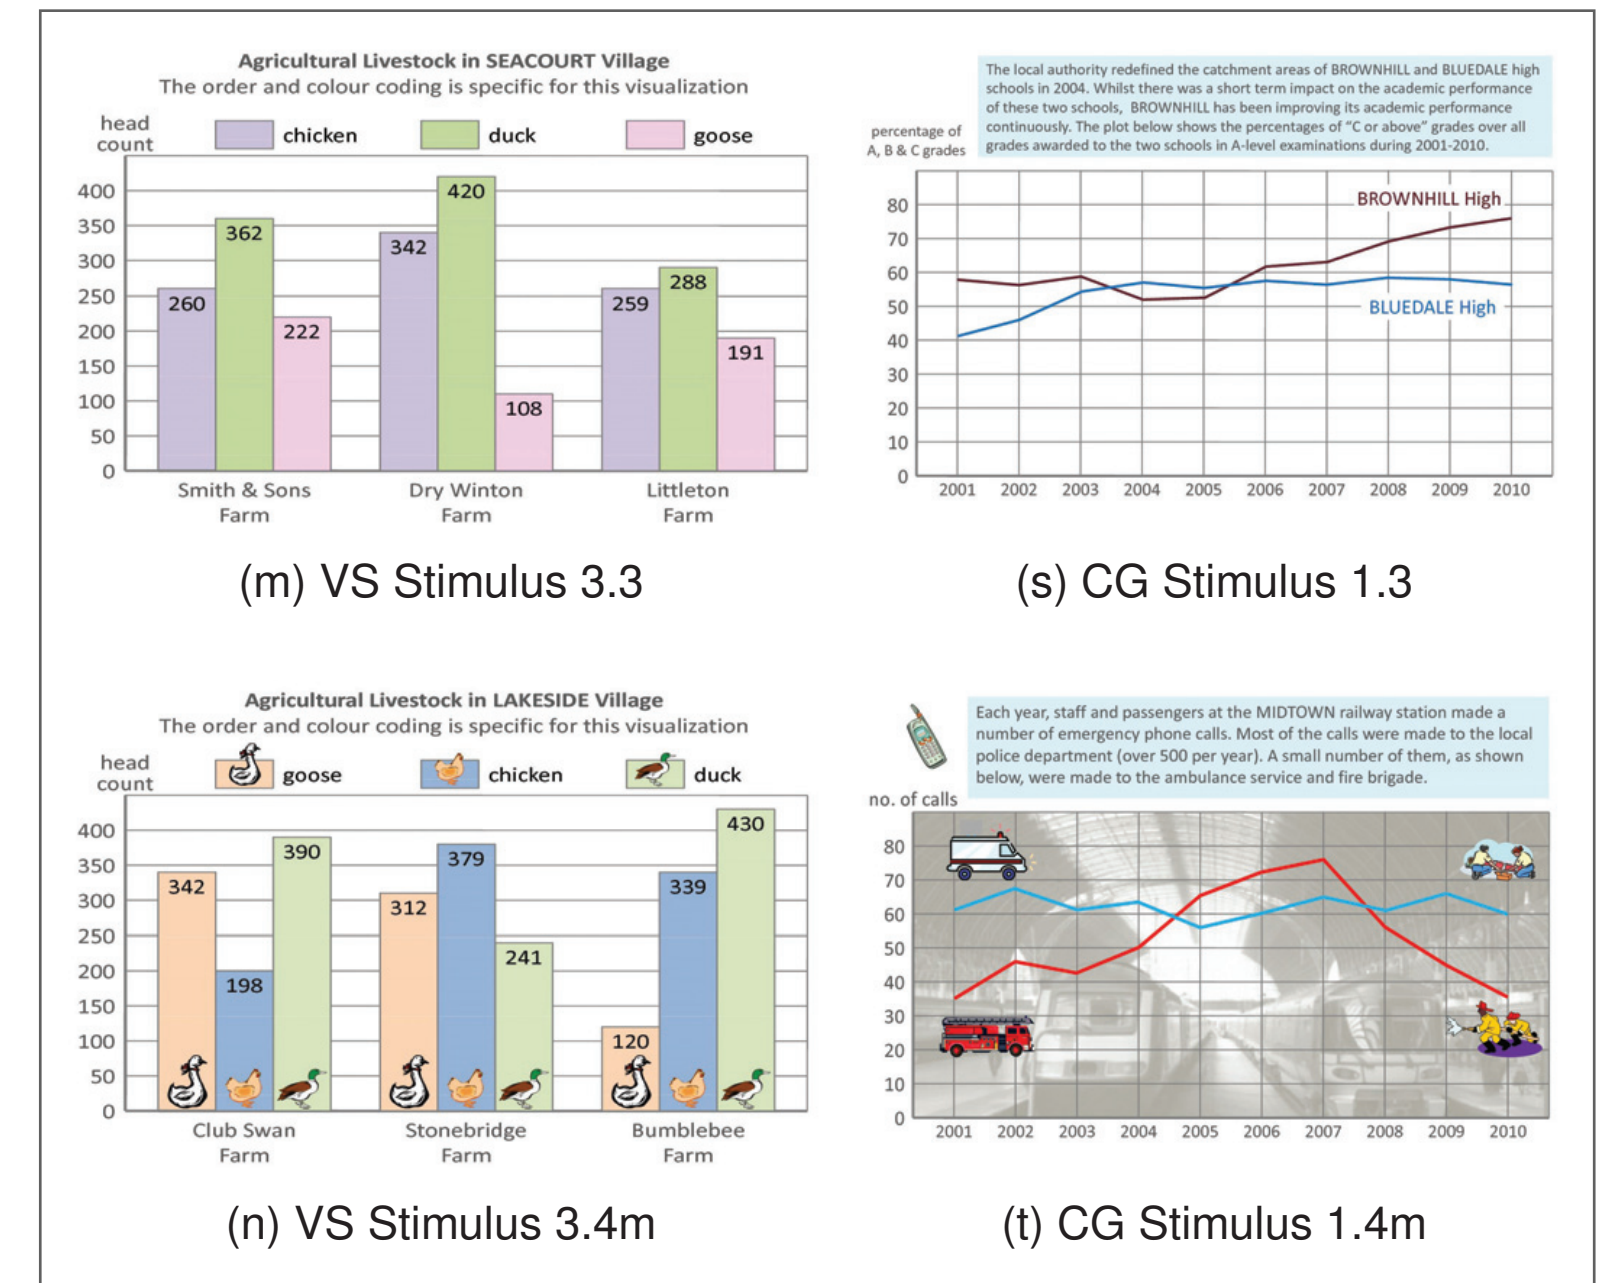 Agricultural Livestock in SEACOURT Village
The order and colour coding is specific for this visualization
head
count
chicken
duck
goose
400
350
300
250
200
150
100
50
0
260
362
222
342
420
108
259
288
191
Smith & Sons
Farm
Dry Winton
Farm
Littleton
Farm
(m) VS Stimulus 3.3
The local authority redefined the catchment areas of BROWNHILL and BLUEDALE high
schools in 2004. Whilst there was a short term impact on the academic performance
of these two schools, BROWNHILL has been improving its academic performance
continuously. The plot below shows the percentages of “C or above” grades over all
grades awarded to the two schools in A-level examinations during 2001-2010.
percentage of
A, B & C grades
80
70
60
50
40
30
20
10
0
BROWNHILL High
BLUEDALE High
2001 2002 2003 2004 2005 2006 2007 2008 2009 2010
(s) CG Stimulus 1.3
Agricultural Livestock in LAKESIDE Village
The order and colour coding is specific for this visualization
head
count
goose
chicken
duck
400
350
300
250
200
150
100
50
0
342
198
390
312
379
241
120
339
430
Club Swan
Farm
Stonebridge
Farm
Bumblebee
Farm
(n) VS Stimulus 3.4m
Each year, staff and passengers at the MIDTOWN railway station made a
number of emergency phone calls. Most of the calls were made to the local
police department (over 500 per year). A small number of them, as shown
below, were made to the ambulance service and fire brigade.
no. of calls
80
70
60
50
40
30
20
10
0
2001 2002 2003 2004 2005 2006 2007 2008 2009 2010
(t) CG Stimulus 1.4m